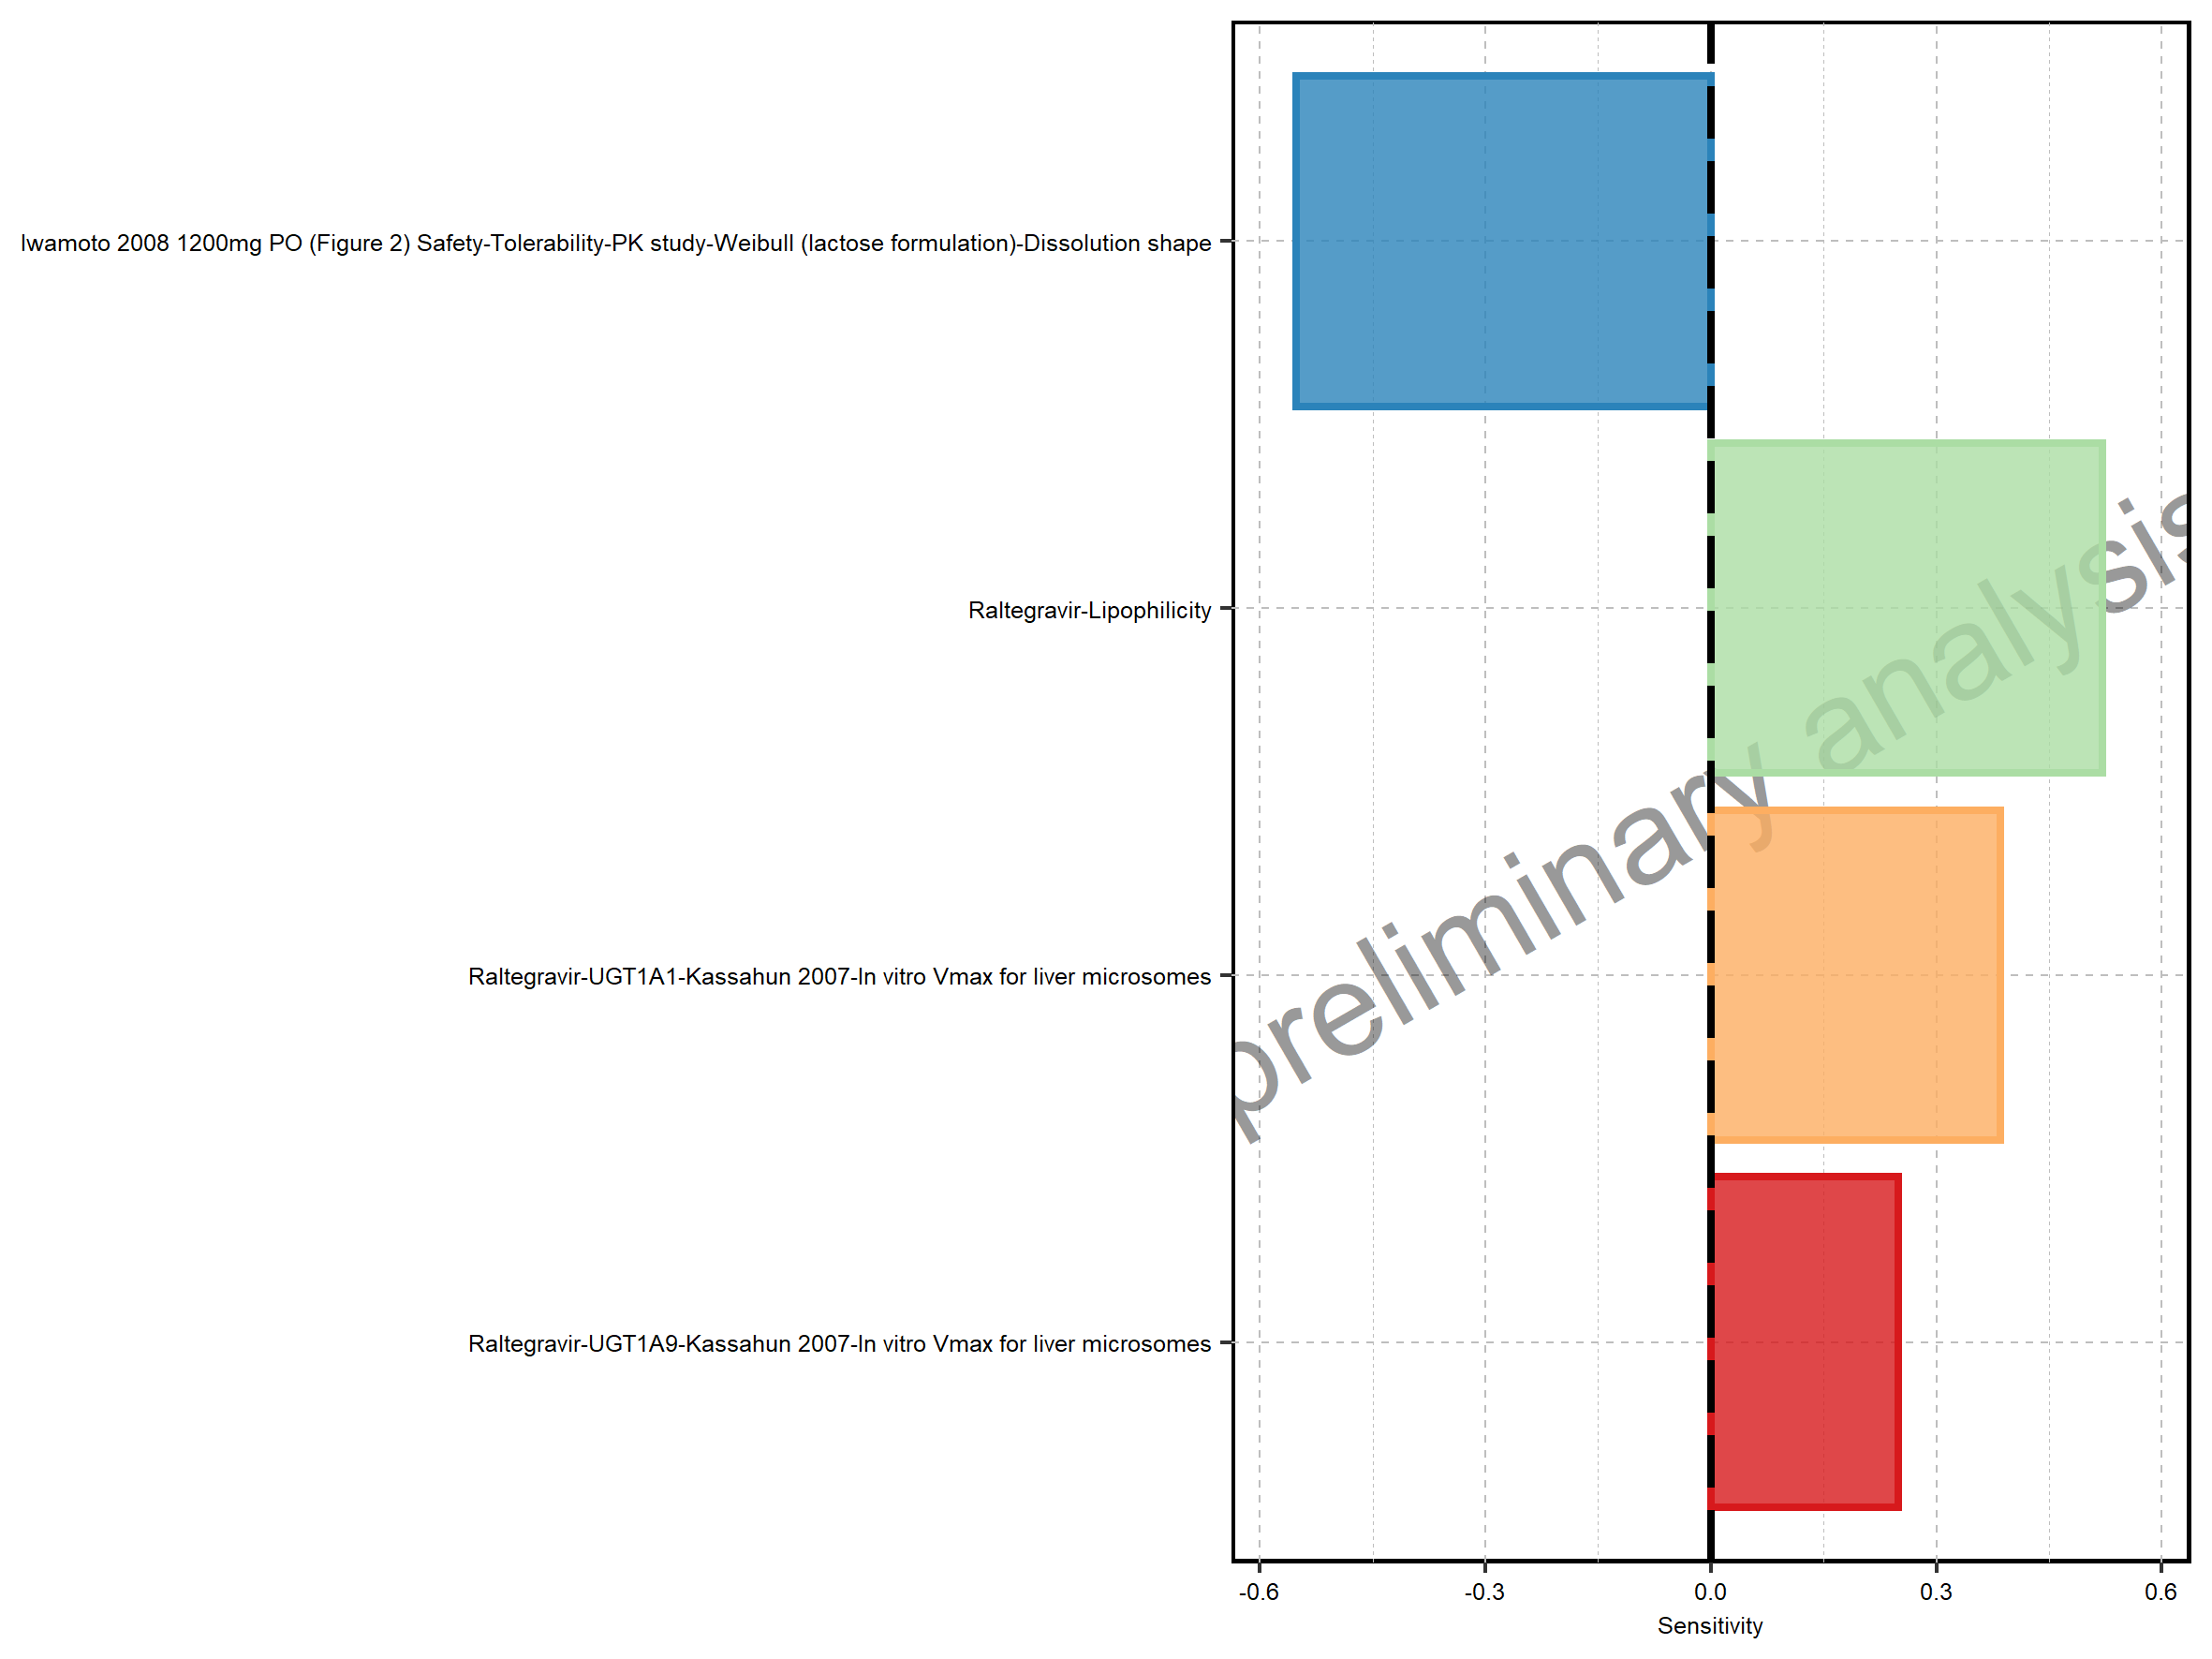 Iwamoto 2008 1200mg PO (Figure 2) Safety-Tolerability-PK study-Weibull (lactose formulation)-Dissolution shape
Raltegravir-Lipophilicity
Raltegravir-UGT1A1-Kassahun 2007-In vitro Vmax for liver microsomes
Raltegravir-UGT1A9-Kassahun 2007-In vitro Vmax for liver microsomes
preliminary analysis
-0.6 -0.3 0.0 0.3 0.6
Sensitivity